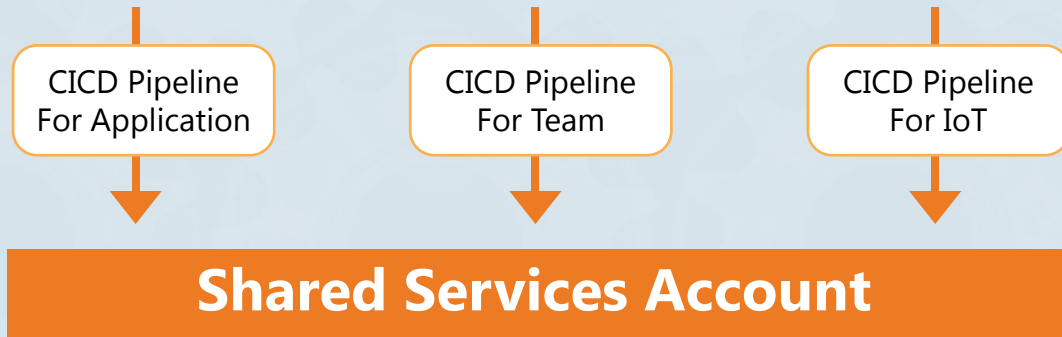 CICD Pipeline
For Application
CICD Pipeline
For Team
CICD Pipeline
For IoT
Shared Services Account